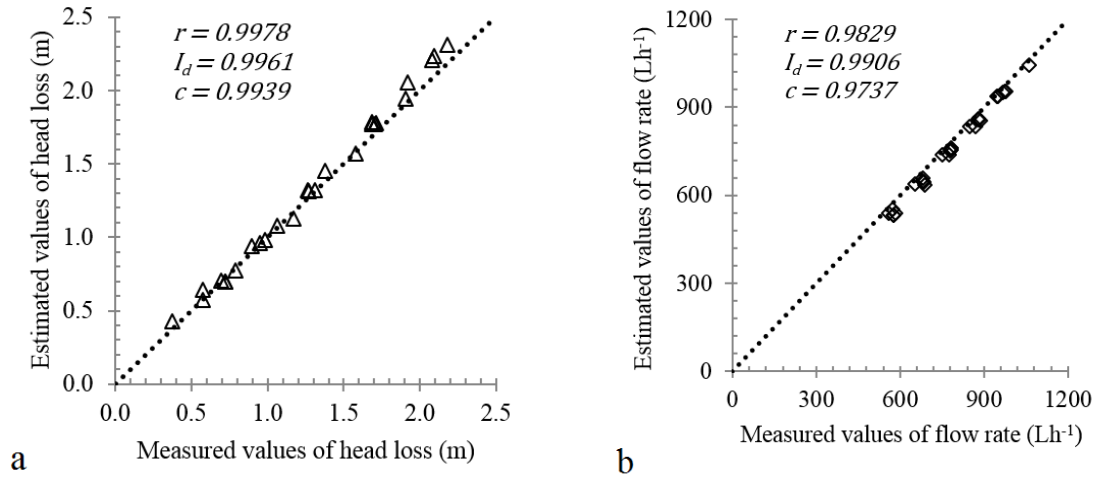 r = 0.9978
I_d = 0.9961
c = 0.9939
Estimated values of head loss (m)
2.5
2.0
1.5
1.0
0.5
0.0
0.0 0.5 1.0 1.5 2.0 2.5
Measured values of head loss (m)
a
r = 0.9829
I_d = 0.9906
c = 0.9737
Estimated values of flow rate (Lh⁻¹)
1200
900
600
300
0
0 300 600 900 1200
Measured values of flow rate (Lh⁻¹)
b